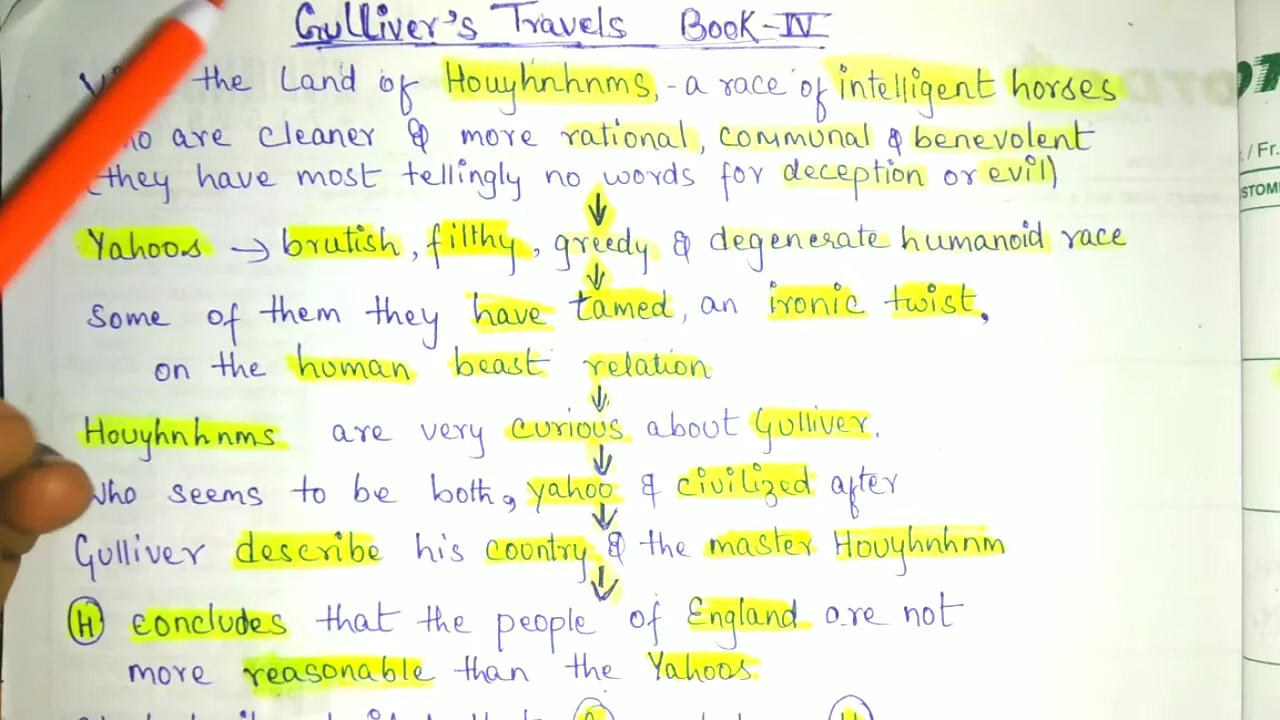 Gulliver's Travels Book-IV
the Land of Houyhnhnms, - a race of intelligent horses
who are cleaner & more rational, communal & benevolent
(they have most tellingly no words for deception or evil)
Yahoos → brutish, filthy, greedy & degenerate humanoid race
Some of them they have tamed, an ironic twist,
on the human beast relation
Houyhnhnms are very curious about Gulliver.
Who seems to be both, yahoo & civilized after
Gulliver describe his country & the master Houyhnhnm
(H) concludes that the people of England are not
more reasonable than the Yahoos
/ Fr.
STOM